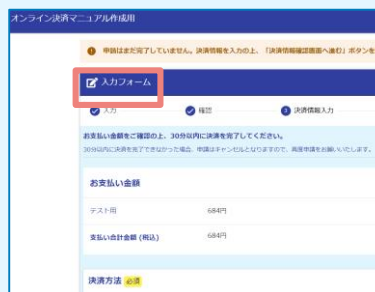 オンライン決済マニュアル作成用
申請はまだ完了していません。決済情報を入力の上、「決済情報確認画面へ進む」ボタンを
入力フォーム
入力
確認
3 決済情報入力
お支払い金額をご確認の上、30分以内に決済を完了してください。
30分以内に決済を完了できなかった場合、申請はキャンセルとなりますので、再度申請をお願いいたします。
お支払い金額
テスト用 684円
支払い合計金額 (税込) 684円
決済方法 必須